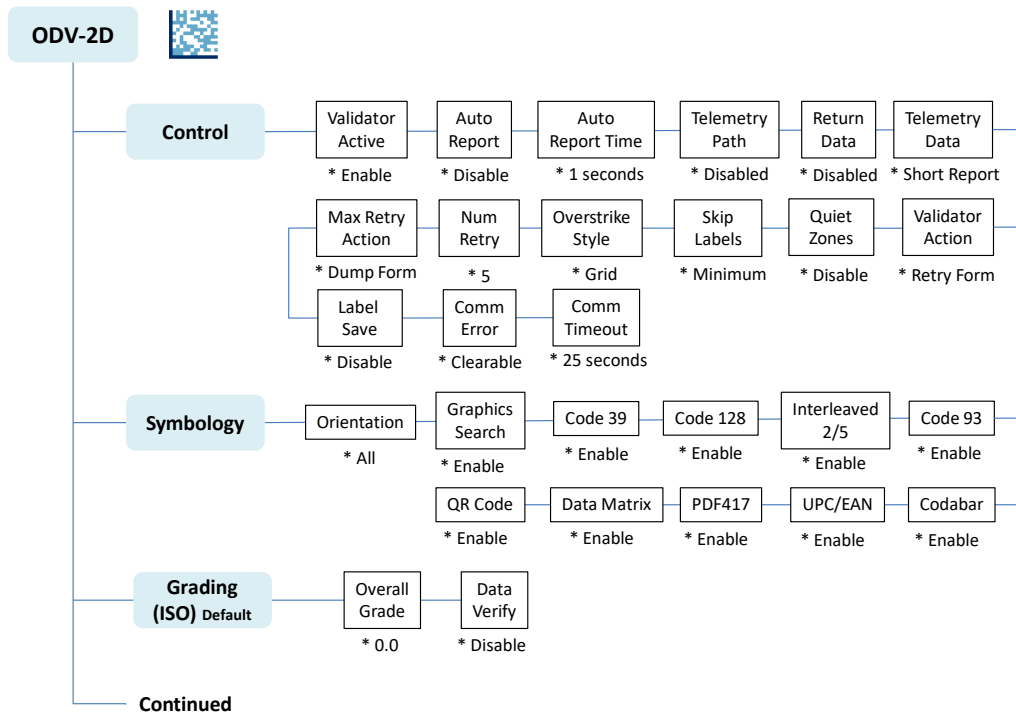 ODV-2D
Control
Validator
Active
* Enable
Auto
Report
* Disable
Auto
Report Time
* 1 seconds
Telemetry
Path
* Disabled
Return
Data
* Disabled
Telemetry
Data
* Short Report
Max Retry
Action
* Dump Form
Num
Retry
* 5
Overstrike
Style
* Grid
Skip
Labels
* Minimum
Quiet
Zones
* Disable
Validator
Action
* Retry Form
Label
Save
* Disable
Comm
Error
* Clearable
Comm
Timeout
* 25 seconds
Symbology
Orientation
* All
Graphics
Search
* Enable
Code 39
* Enable
Code 128
* Enable
Interleaved
2/5
* Enable
Code 93
* Enable
QR Code
* Enable
Data Matrix
* Enable
PDF417
* Enable
UPC/EAN
* Enable
Codabar
* Enable
Grading
(ISO) Default
Overall
Grade
* 0.0
Data
Verify
* Disable
Continued